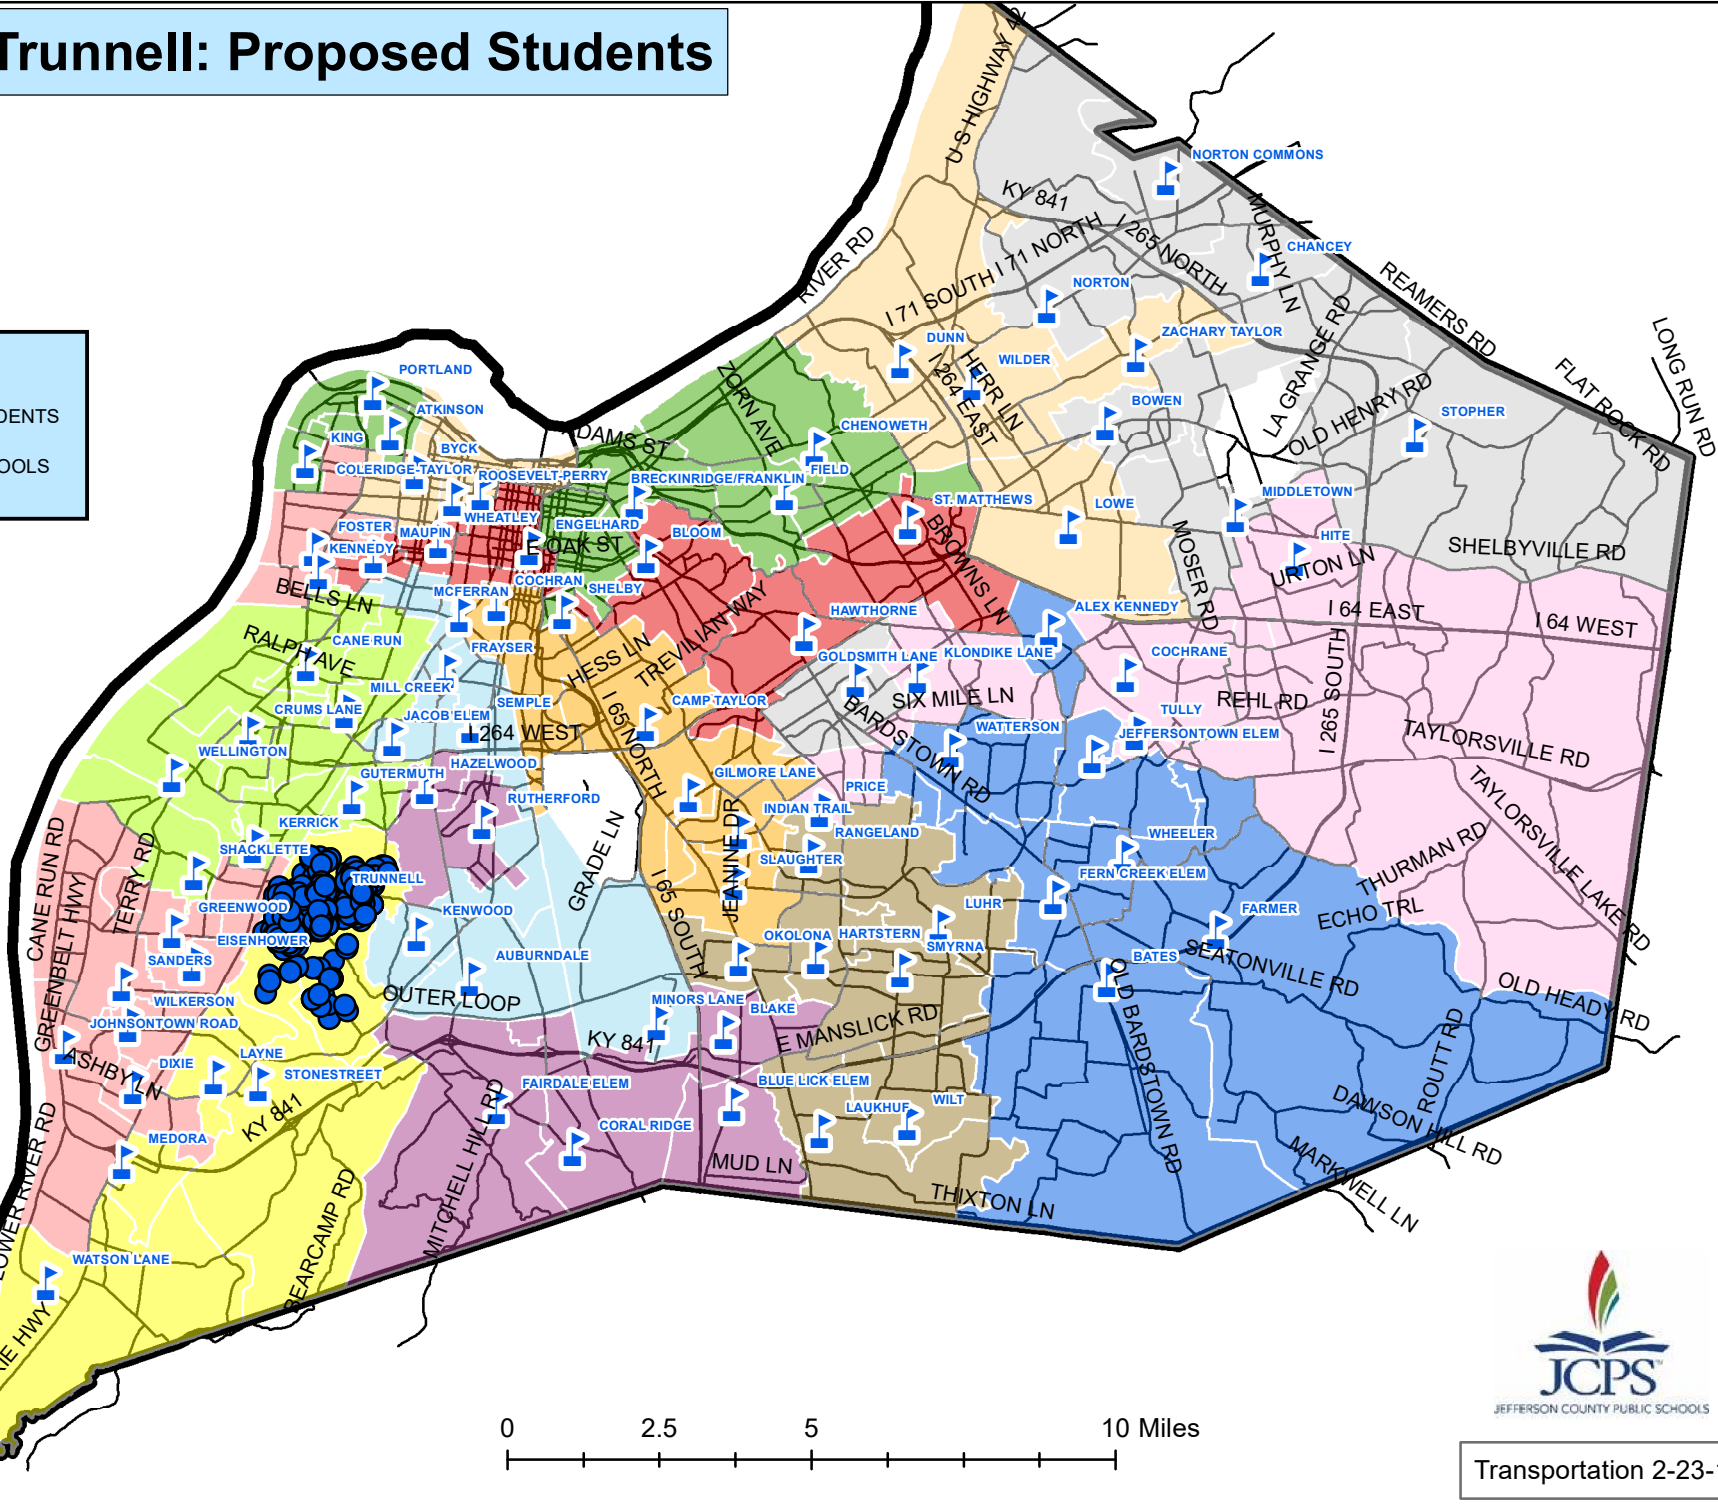 Trunnell: Proposed Students
DENTS
OOLS
U S HIGHWAY 42
NORTON COMMONS
KY 841
I 71 NORTH
I 265 NORTH
MURPHY LN
CHANCEY
RIVER RD
I 71 SOUTH
NORTON
REAMERS RD
LONG RUN RD
DUNN
WILDER
ZACHARY TAYLOR
LA GRANGE RD
FLAT ROCK RD
PORTLAND
ZORN AVE
I 264 EAST
HERR LN
BOWEN
OLD HENRY RD
STOPHER
ATKINSON
KING
DAMS ST
CHENOWETH
BYCK
COLERIDGE-TAYLOR
ROOSEVELT-PERRY
BRECKINRIDGE/FRANKLIN
FIELD
ST. MATTHEWS
LOWE
MIDDLETOWN
WHEATLEY
FOSTER
MAUPIN
ENGELHARD
BLOOM
BROWNS LN
MOSER RD
HITE
SHELBYVILLE RD
KENNEDY
E OAK ST
URTON LN
BELLS LN
MCFERRAN
COCHRAN
SHELBY
HAWTHORNE
ALEX KENNEDY
I 64 EAST
I 64 WEST
RALPH AVE
CANE RUN
FRAYSER
HESS LN
TREVILIAN WAY
GOLDSMITH LANE
KLONDIKE LANE
COCHRANE
MILL CREEK
SEMPLE
CAMP TAYLOR
SIX MILE LN
REHL RD
I 265 SOUTH
CRUMS LANE
JACOB ELEM
I 264 WEST
I 65 NORTH
BARDSTOWN RD
WATTERSON
TULLY
JEFFERSONTOWN ELEM
TAYLORSVILLE RD
WELLINGTON
HAZELWOOD
GUTERMUTH
GILMORE LANE
PRICE
TAYLORSVILLE LAKE RD
RUTHERFORD
INDIAN TRAIL
KERRICK
RANGELAND
WHEELER
THURMAN RD
CANE RUN RD
TERRY RD
SHACKLETTE
GRADE LN
JEANINE DR
SLAUGHTER
FERN CREEK ELEM
TRUNNELL
GREENBELT HWY
GREENWOOD
KENWOOD
I 65 SOUTH
LUHR
FARMER
ECHO TRL
EISENHOWER
OKOLONA
HARTSTERN
SMYRNA
SANDERS
AUBURNDALE
BATES
SEATONVILLE RD
OUTER LOOP
WILKERSON
MINORS LANE
BLAKE
OLD HEADY RD
JOHNSONTOWN ROAD
KY 841
E MANSLICK RD
OLD BARDSTOWN RD
ROUTT RD
ASHBY LN
DIXIE
LAYNE
STONESTREET
FAIRDALE ELEM
BLUE LICK ELEM
WILT
LAUKHUF
DAWSON HILL RD
KY 841
MEDORA
CORAL RIDGE
MITCHELL HILL RD
MUD LN
MARKWELL LN
LOWER RIVER RD
BEARCAMP RD
THIXTON LN
WATSON LANE
IE HWY
JCPS
JEFFERSON COUNTY PUBLIC SCHOOLS
0 2.5 5 10 Miles
Transportation 2-23-